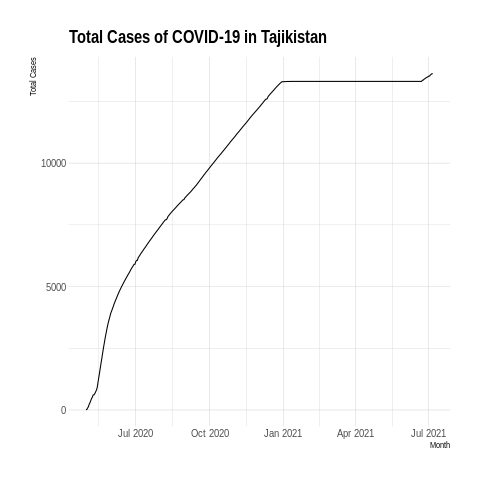 Total Cases of COVID-19 in Tajikistan
Total Cases
10000
5000
0
Jul 2020 Oct 2020 Jan 2021 Apr 2021 Jul 2021
Month